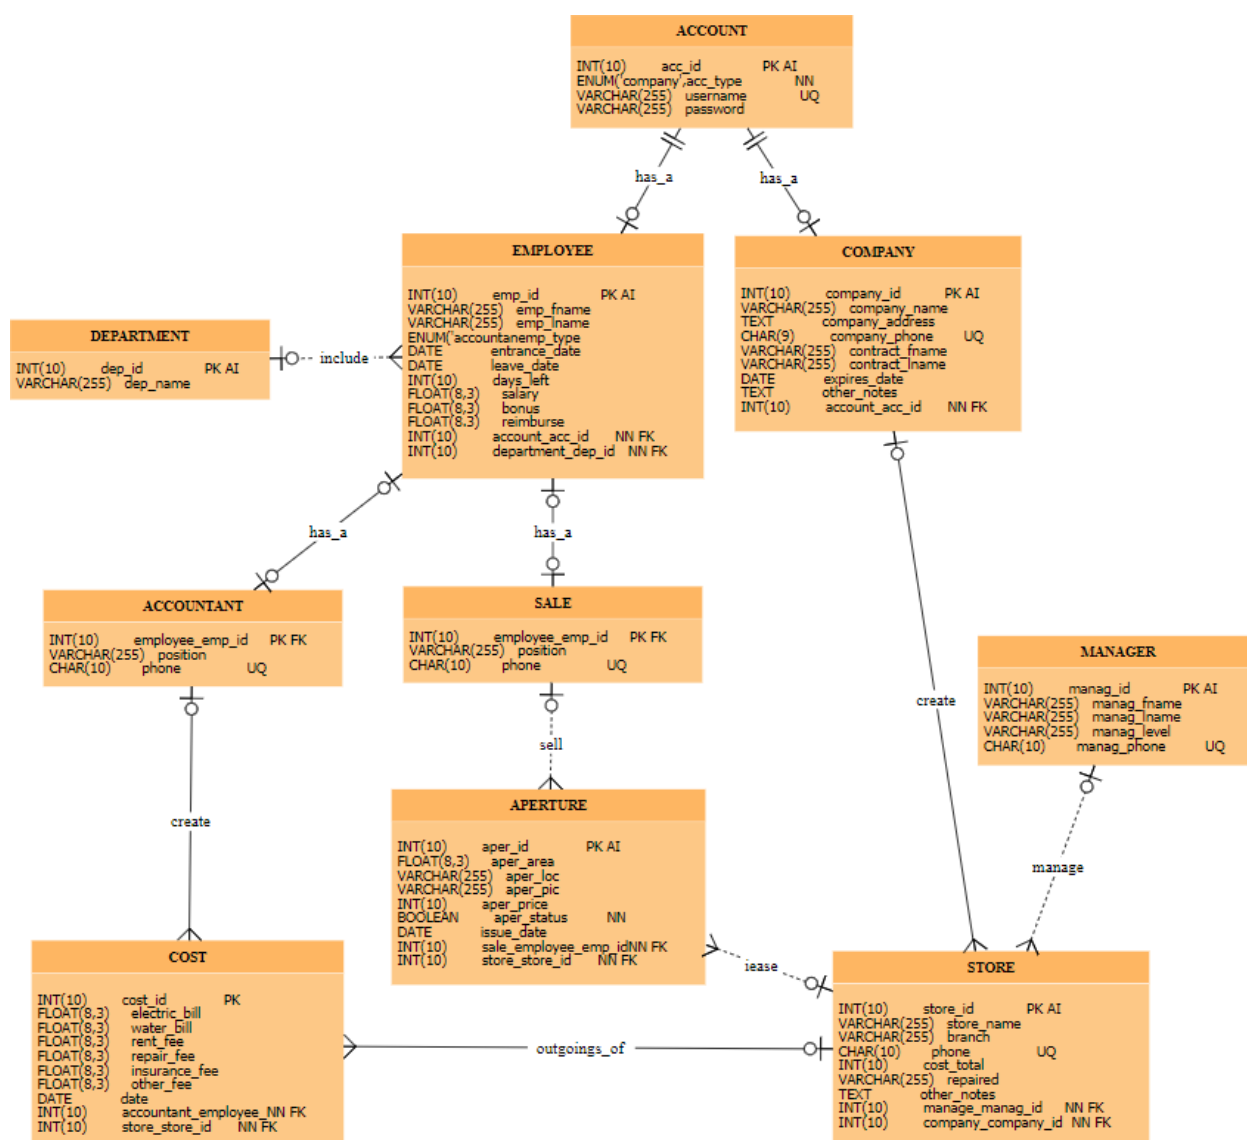 ACCOUNT
INT(10) acc_id PK AI
ENUM('company',acc_type NN
VARCHAR(255) username UQ
VARCHAR(255) password
has_a
has_a
EMPLOYEE
INT(10) emp_id PK AI
VARCHAR(255) emp_fname
VARCHAR(255) emp_lname
ENUM('accountanemp_type
DATE entrance_date
DATE leave_date
INT(10) days_left
FLOAT(8,3) salary
FLOAT(8,3) bonus
FLOAT(8,3) reimburse
INT(10) account_acc_id NN FK
INT(10) department_dep_id NN FK
COMPANY
INT(10) company_id PK AI
VARCHAR(255) company_name
TEXT company_address
CHAR(9) company_phone UQ
VARCHAR(255) contract_fname
VARCHAR(255) contract_lname
DATE expires_date
TEXT other_notes
INT(10) account_acc_id NN FK
DEPARTMENT
INT(10) dep_id PK AI
VARCHAR(255) dep_name
include
has_a
has_a
ACCOUNTANT
INT(10) employee_emp_id PK FK
VARCHAR(255) position
CHAR(10) phone UQ
SALE
INT(10) employee_emp_id PK FK
VARCHAR(255) position
CHAR(10) phone UQ
MANAGER
INT(10) manag_id PK AI
VARCHAR(255) manag_fname
VARCHAR(255) manag_lname
VARCHAR(255) manag_level
CHAR(10) manag_phone UQ
create
sell
create
manage
APERTURE
INT(10) aper_id PK AI
FLOAT(8,3) aper_area
VARCHAR(255) aper_loc
VARCHAR(255) aper_pic
INT(10) aper_price
BOOLEAN aper_status NN
DATE issue_date
INT(10) sale_employee_emp_idNN FK
INT(10) store_store_id NN FK
iease
COST
INT(10) cost_id PK
FLOAT(8,3) electric_bill
FLOAT(8,3) water_bill
FLOAT(8,3) rent_fee
FLOAT(8,3) repair_fee
FLOAT(8,3) insurance_fee
FLOAT(8,3) other_fee
DATE date
INT(10) accountant_employee_NN FK
INT(10) store_store_id NN FK
outgoings_of
STORE
INT(10) store_id PK AI
VARCHAR(255) store_name
VARCHAR(255) branch
CHAR(10) phone UQ
INT(10) cost_total
VARCHAR(255) repaired
TEXT other_notes
INT(10) manage_manag_id NN FK
INT(10) company_company_id NN FK